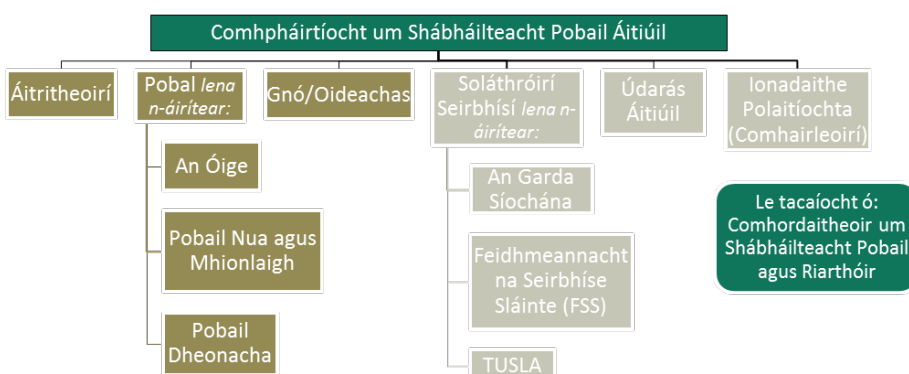 Comhpháirtíocht um Shábháilteacht Pobail Áitiúil
Áitritheoirí
Pobal lena
n-áirítear:
Gnó/Oideachas
Soláthróirí
Seirbhísí lena n-
áirítear:
Údarás
Áitiúil
Ionadaithe
Polaitíochta
(Comhairleoirí)
An Óige
Pobail Nua agus
Mhionlaigh
Pobail
Dheonacha
An Garda
Síochána
Feidhmeannacht
na Seirbhíse
Sláinte (FSS)
TUSLA
Le tacaíocht ó:
Comhordaitheoir um
Shábháilteacht Pobail
agus Riarthóir